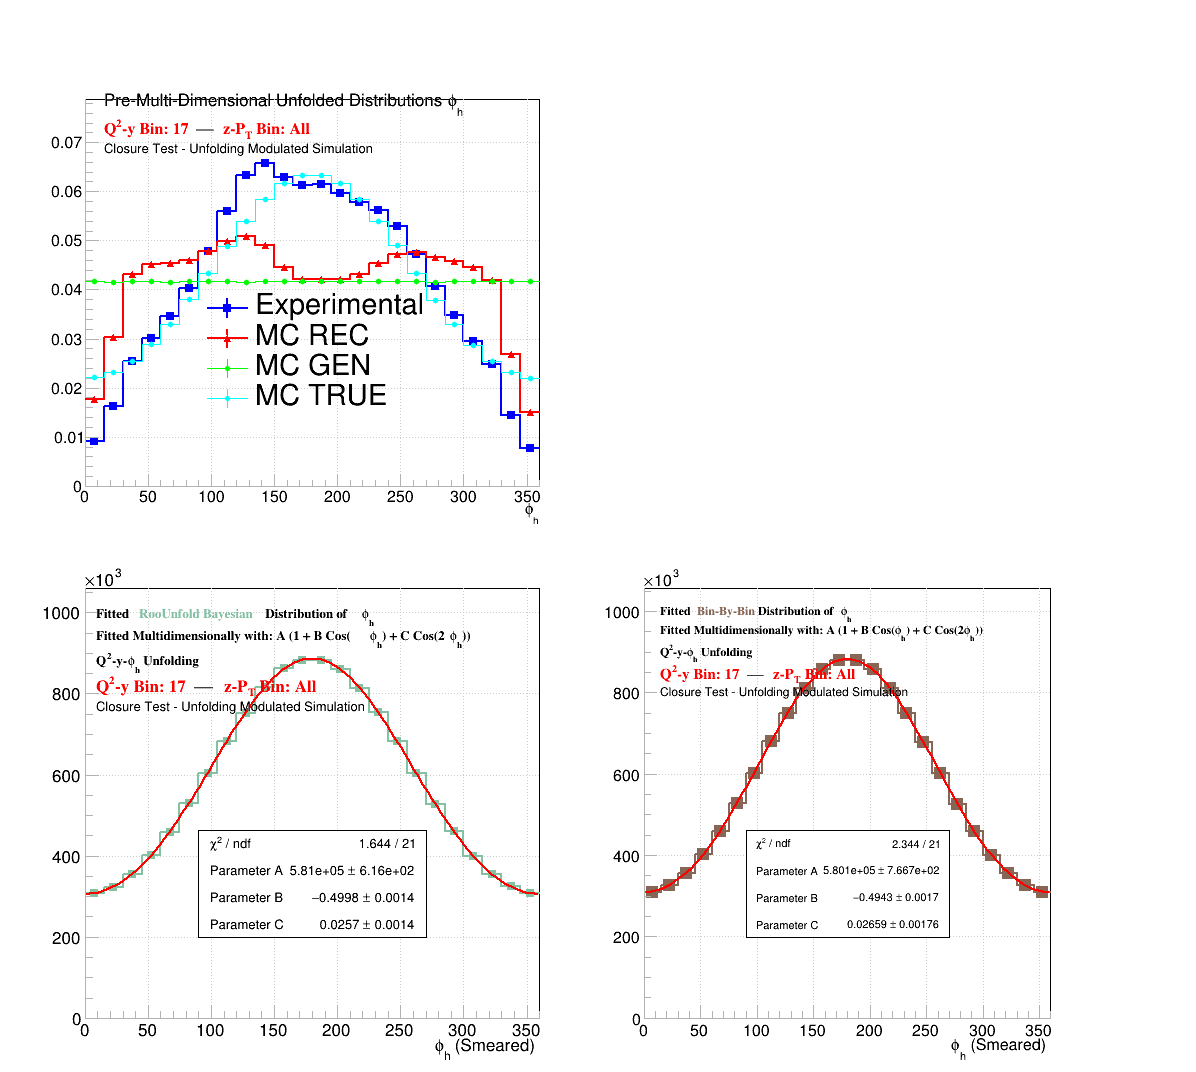 Pre-Multi-Dimensional Unfolded Distributions ϕh
Q²-y Bin: 17 — z-PT Bin: All
Closure Test - Unfolding Modulated Simulation
0.07
0.06
0.05
0.04
0.03
0.02
0.01
0
Experimental
MC REC
MC GEN
MC TRUE
0 50 100 150 200 250 300 350
ϕh
×10³
1000
800
600
400
200
0
Fitted RooUnfold Bayesian Distribution of ϕh
Fitted Multidimensionally with: A (1 + B Cos( ϕh) + C Cos(2 ϕh))
Q²-y-ϕh Unfolding
Q²-y Bin: 17 — z-PT Bin: All
Closure Test - Unfolding Modulated Simulation
χ² / ndf 1.644 / 21
Parameter A 5.81e+05 ± 6.16e+02
Parameter B −0.4998 ± 0.0014
Parameter C 0.0257 ± 0.0014
0 50 100 150 200 250 300 350
ϕh (Smeared)
×10³
1000
800
600
400
200
0
Fitted Bin-By-Bin Distribution of ϕh
Fitted Multidimensionally with: A (1 + B Cos(ϕh) + C Cos(2ϕh))
Q²-y-ϕh Unfolding
Q²-y Bin: 17 — z-PT Bin: All
Closure Test - Unfolding Modulated Simulation
χ² / ndf 2.344 / 21
Parameter A 5.801e+05 ± 7.667e+02
Parameter B −0.4943 ± 0.0017
Parameter C 0.02659 ± 0.00176
0 50 100 150 200 250 300 350
ϕh (Smeared)